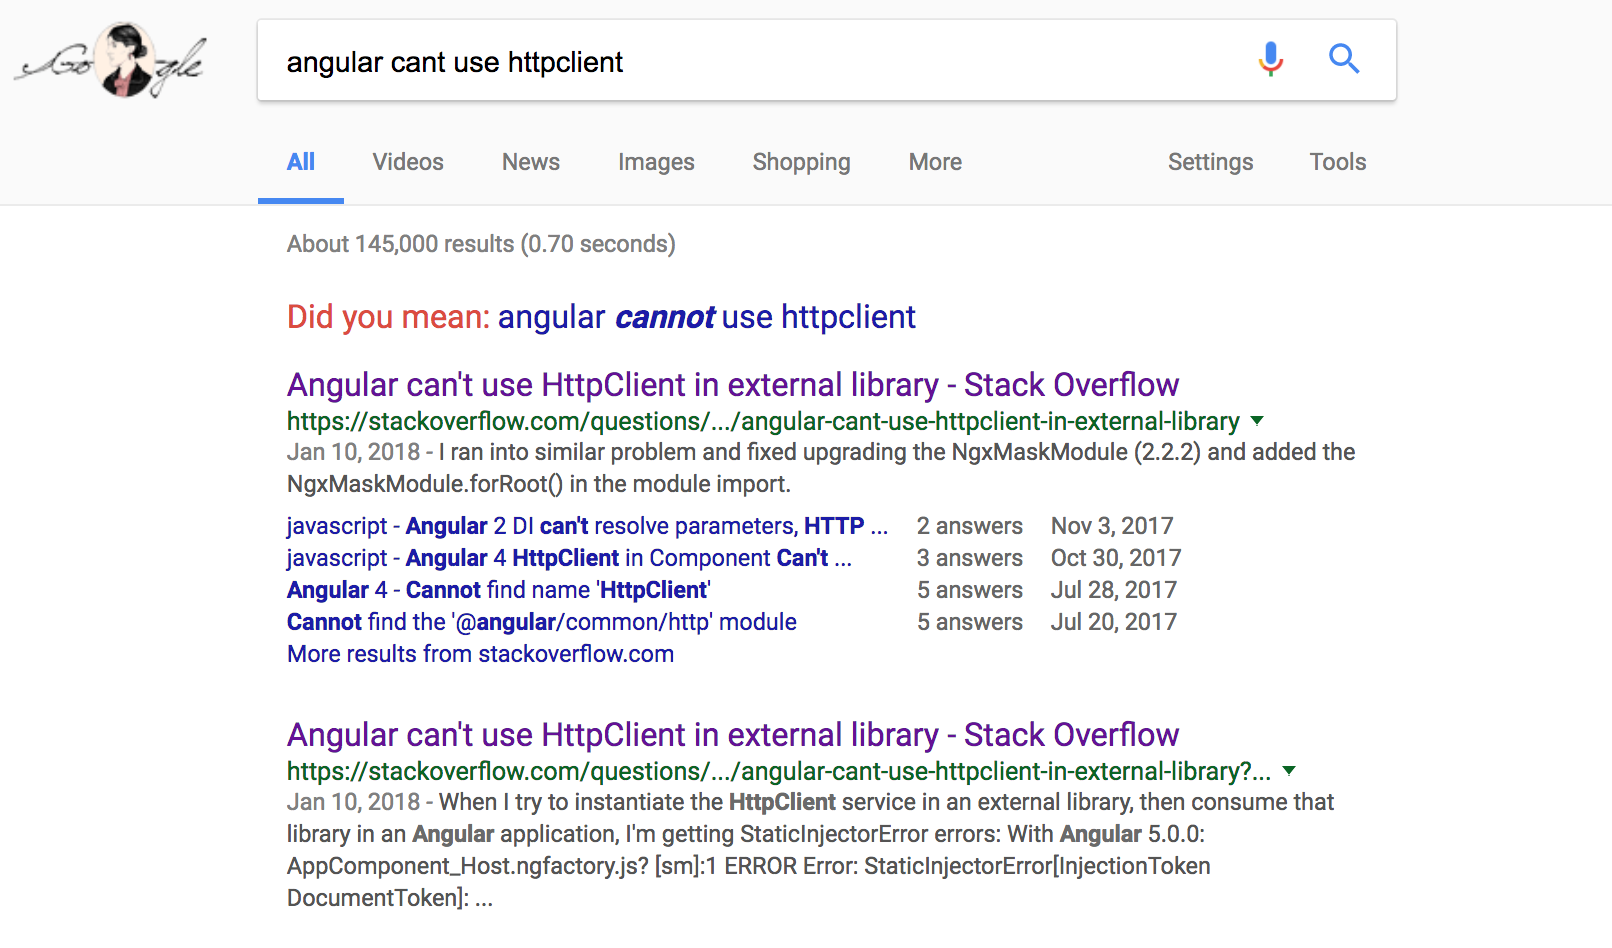 Google
angular cant use httpclient
All Videos News Images Shopping More Settings Tools
About 145,000 results (0.70 seconds)
Did you mean: angular cannot use httpclient
Angular can't use HttpClient in external library - Stack Overflow
https://stackoverflow.com/questions/.../angular-cant-use-httpclient-in-external-library
Jan 10, 2018 - I ran into similar problem and fixed upgrading the NgxMaskModule (2.2.2) and added the
NgxMaskModule.forRoot() in the module import.
javascript - Angular 2 DI can't resolve parameters, HTTP ... 2 answers Nov 3, 2017
javascript - Angular 4 HttpClient in Component Can't ... 3 answers Oct 30, 2017
Angular 4 - Cannot find name 'HttpClient' 5 answers Jul 28, 2017
Cannot find the '@angular/common/http' module 5 answers Jul 20, 2017
More results from stackoverflow.com
Angular can't use HttpClient in external library - Stack Overflow
https://stackoverflow.com/questions/.../angular-cant-use-httpclient-in-external-library?...
Jan 10, 2018 - When I try to instantiate the HttpClient service in an external library, then consume that
library in an Angular application, I'm getting StaticInjectorError errors: With Angular 5.0.0:
AppComponent_Host.ngfactory.js? [sm]:1 ERROR Error: StaticInjectorError[InjectionToken
DocumentToken]: ...